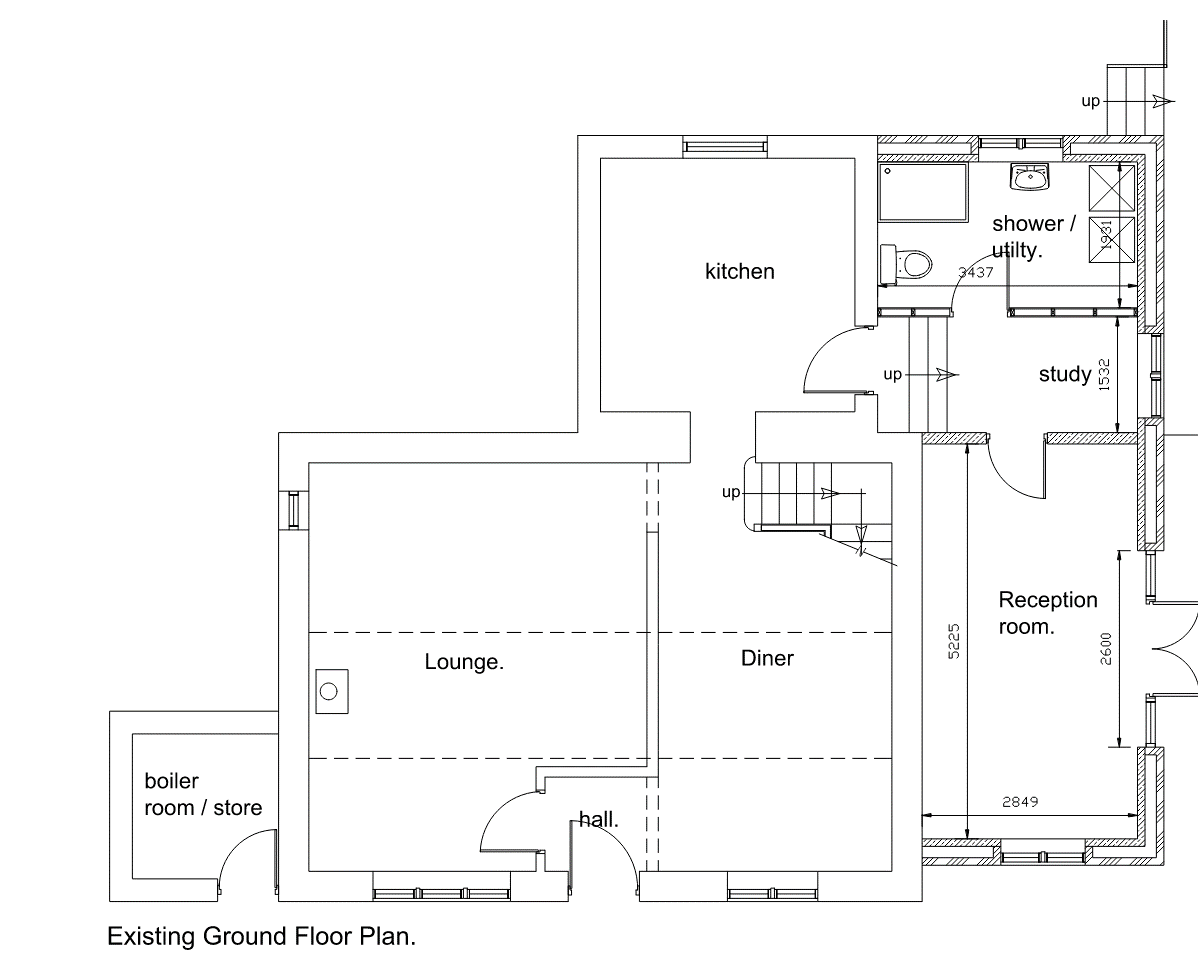 up
shower /
utilty.
1931
3437
kitchen
up
study
1532
up
Reception
room.
5225
2600
Lounge.
Diner
boiler
room / store
hall.
2849
Existing Ground Floor Plan.